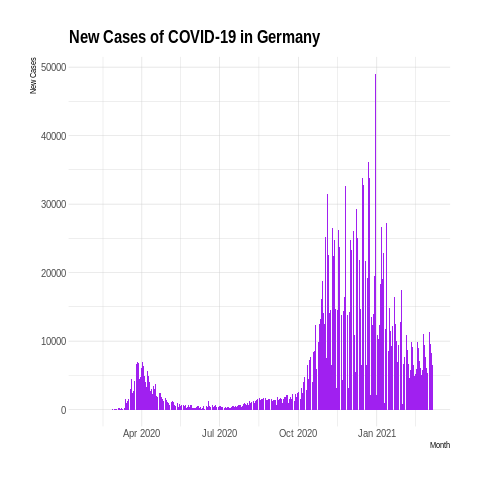 New Cases of COVID-19 in Germany
New Cases
50000
40000
30000
20000
10000
0
Apr 2020 Jul 2020 Oct 2020 Jan 2021
Month